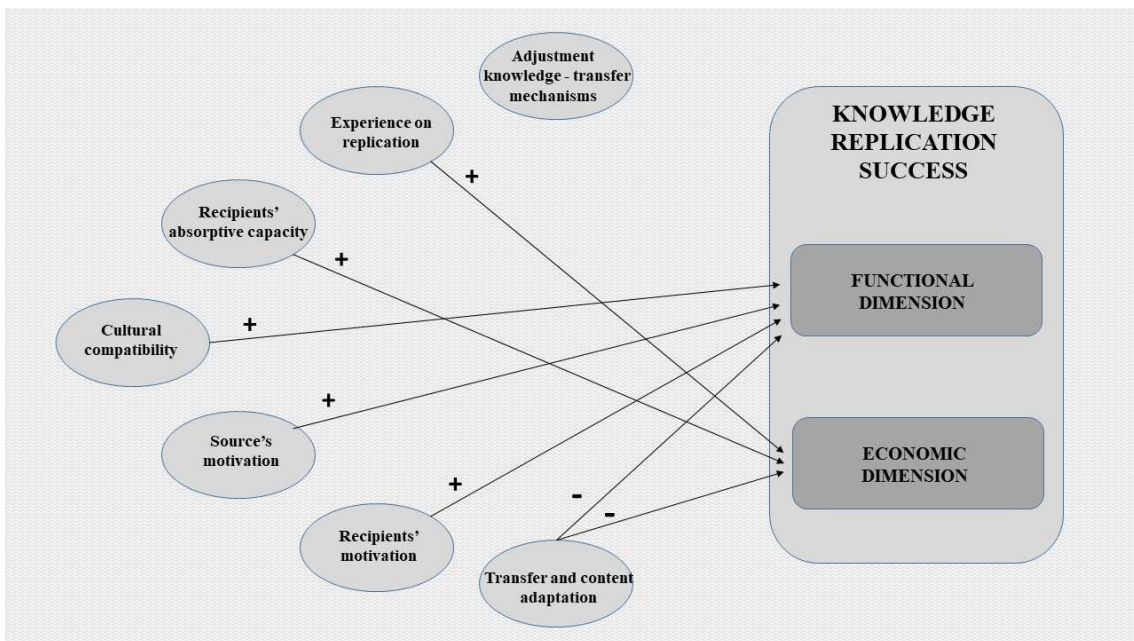 Adjustment
knowledge - transfer
mechanisms
Experience on
replication
Recipients’
absorptive capacity
Cultural
compatibility
Source’s
motivation
Recipients’
motivation
Transfer and content
adaptation
+
+
+
+
+
-
-
KNOWLEDGE
REPLICATION
SUCCESS
FUNCTIONAL
DIMENSION
ECONOMIC
DIMENSION